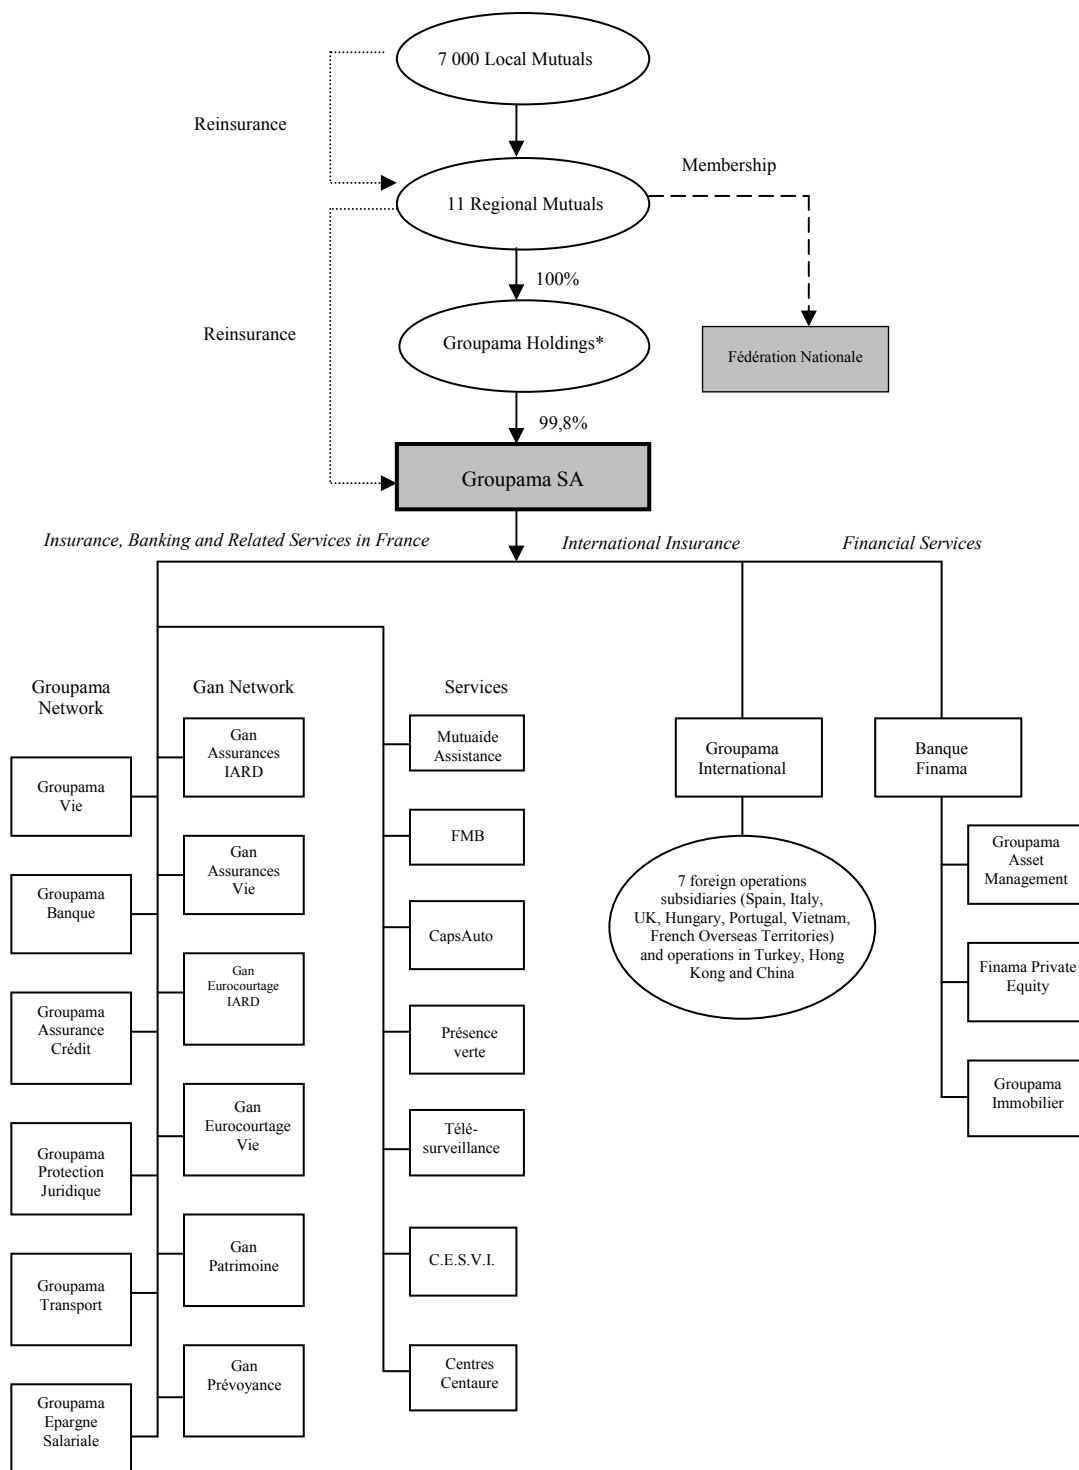 7 000 Local Mutuals
Reinsurance
Membership
11 Regional Mutuals
100%
Reinsurance
Groupama Holdings*
Fédération Nationale
99,8%
Groupama SA
Insurance, Banking and Related Services in France
International Insurance
Financial Services
Groupama
Network
Groupama
Vie
Groupama
Banque
Groupama
Assurance
Crédit
Groupama
Protection
Juridique
Groupama
Transport
Groupama
Epargne
Salariale
Gan Network
Gan
Assurances
IARD
Gan
Assurances
Vie
Gan
Eurocourtage
IARD
Gan
Eurocourtage
Vie
Gan
Patrimoine
Gan
Prévoyance
Services
Mutuaide
Assistance
FMB
CapsAuto
Présence
verte
Télé-
surveillance
C.E.S.V.I.
Centres
Centaure
Groupama
International
7 foreign operations
subsidiaries (Spain, Italy,
UK, Hungary, Portugal, Vietnam,
French Overseas Territories)
and operations in Turkey, Hong
Kong and China
Banque
Finama
Groupama
Asset
Management
Finama Private
Equity
Groupama
Immobilier